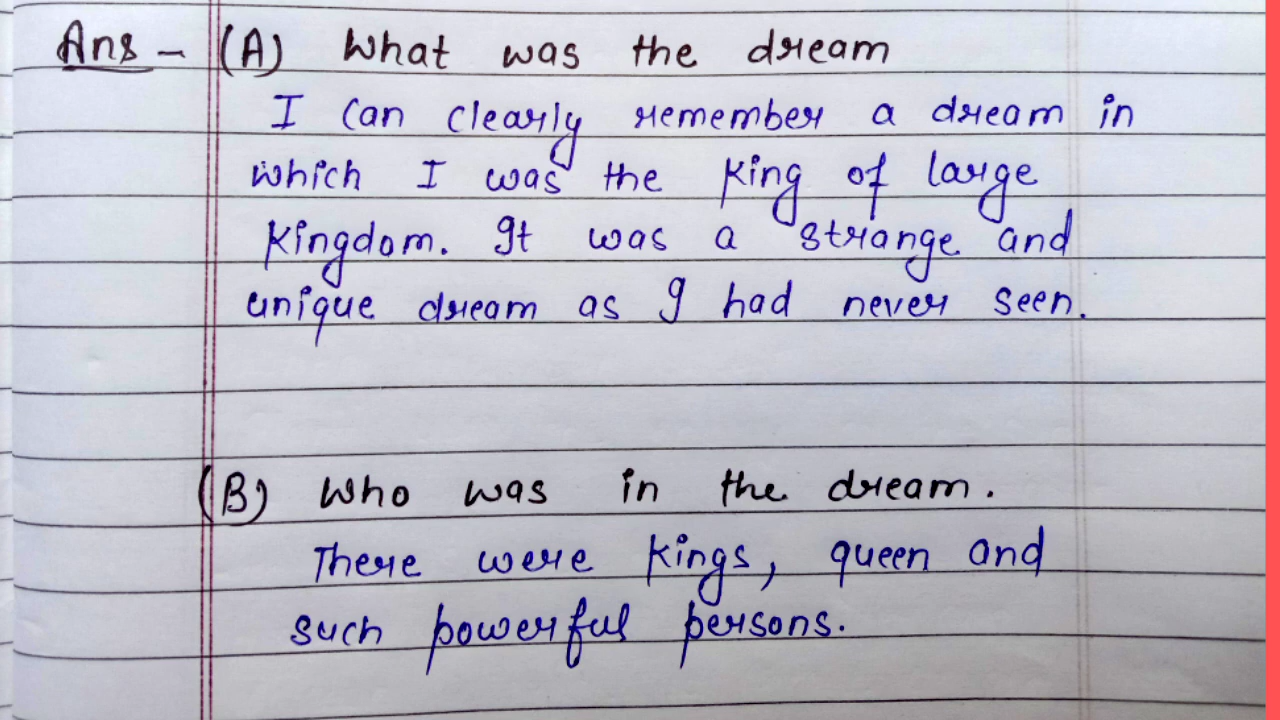 Ans - (A) What was the dream
I can clearly remember a dream in
which I was the king of large
kingdom. It was a strange and
unique dream as I had never seen.
(B) Who was in the dream.
There were kings, queen and
such powerful persons.